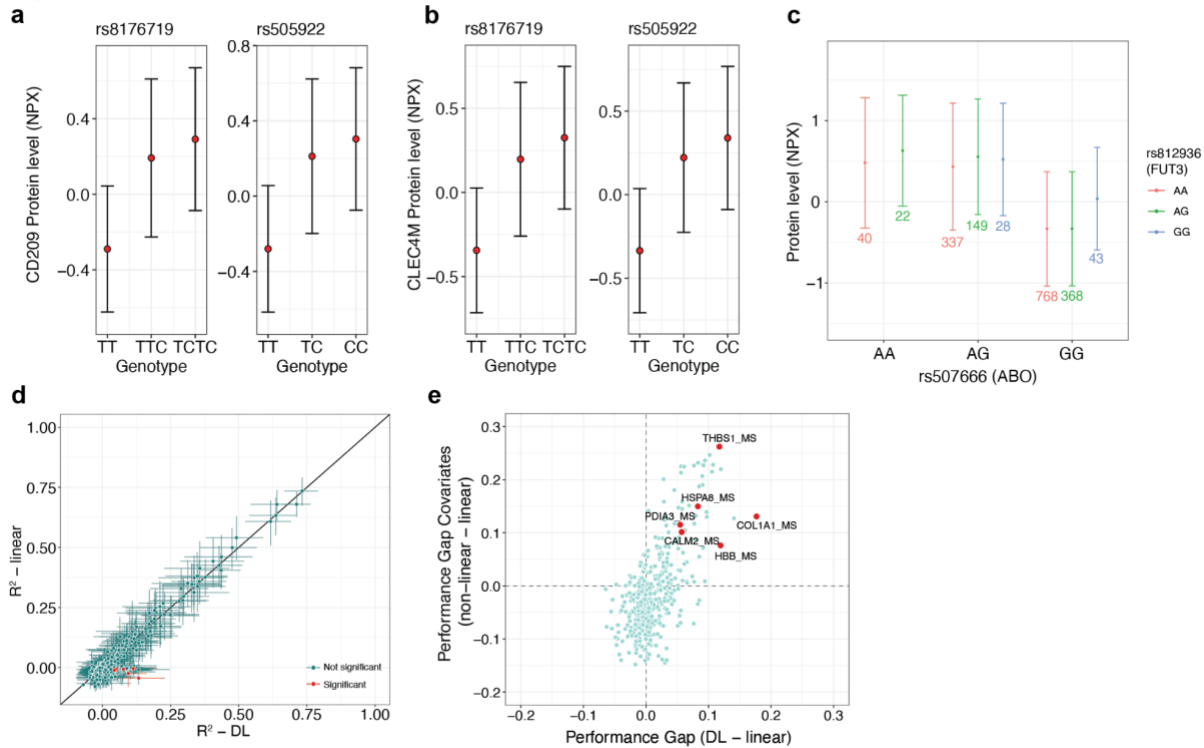 a
rs8176719
rs505922
CD209 Protein level (NPX)
0.4
0.0
−0.4
TT
TTC
TCTC
Genotype
0.8
0.4
0.0
−0.4
TT
TC
CC
Genotype
b
rs8176719
rs505922
CLEC4M Protein level (NPX)
0.5
0.0
−0.5
TT
TTC
TCTC
Genotype
0.5
0.0
−0.5
TT
TC
CC
Genotype
c
Protein level (NPX)
1
0
−1
40
22
337
149
28
768
368
43
AA
AG
GG
rs507666 (ABO)
rs812936
(FUT3)
AA
AG
GG
d
R² − linear
1.00
0.75
0.50
0.25
0.00
Not significant
Significant
0.00
0.25
0.50
0.75
1.00
R² − DL
e
Performance Gap Covariates
(non−linear − linear)
0.3
0.2
0.1
0.0
−0.1
−0.2
THBS1_MS
HSPA8_MS
PDIA3_MS
COL1A1_MS
CALM2_MS
HBB_MS
−0.2
−0.1
0.0
0.1
0.2
0.3
Performance Gap (DL − linear)